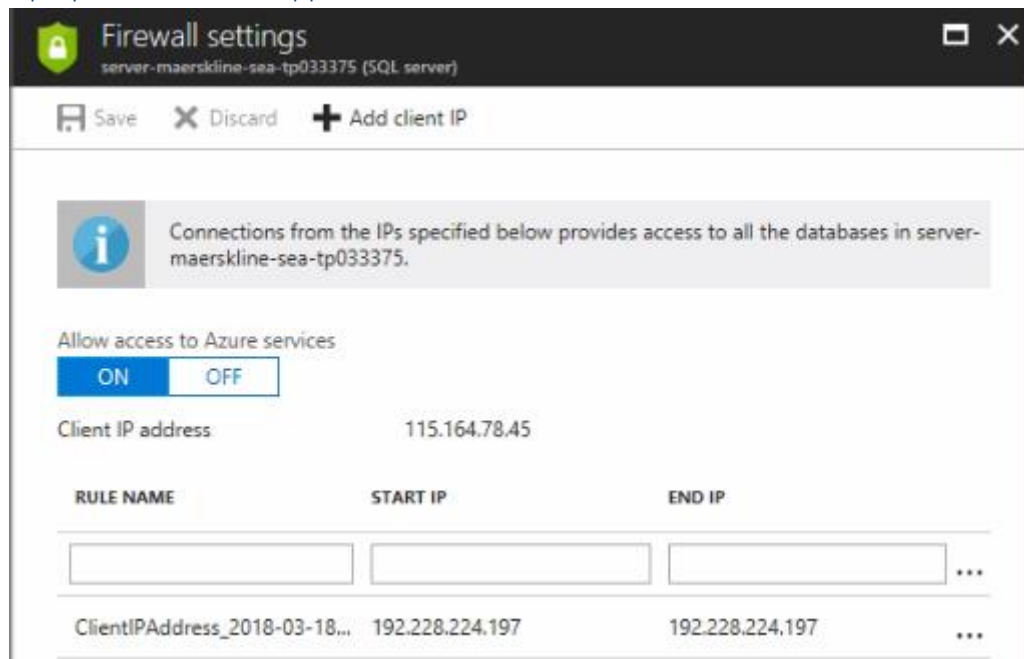 Firewall settings
server-maerskline-sea-tp033375 (SQL server)
Save Discard Add client IP
Connections from the IPs specified below provides access to all the databases in server-
maerskline-sea-tp033375.
Allow access to Azure services
ON OFF
Client IP address 115.164.78.45
RULE NAME START IP END IP
...
ClientIPAddress_2018-03-18... 192.228.224.197 192.228.224.197 ...